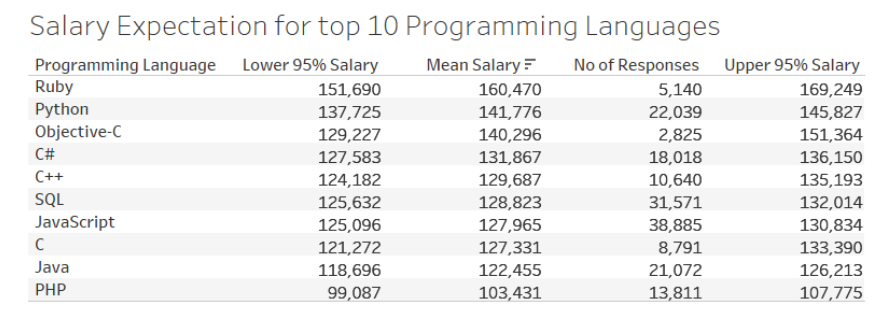 Salary Expectation for top 10 Programming Languages
Programming Language Lower 95% Salary Mean Salary No of Responses Upper 95% Salary
Ruby 151,690 160,470 5,140 169,249
Python 137,725 141,776 22,039 145,827
Objective-C 129,227 140,296 2,825 151,364
C# 127,583 131,867 18,018 136,150
C++ 124,182 129,687 10,640 135,193
SQL 125,632 128,823 31,571 132,014
JavaScript 125,096 127,965 38,885 130,834
C 121,272 127,331 8,791 133,390
Java 118,696 122,455 21,072 126,213
PHP 99,087 103,431 13,811 107,775